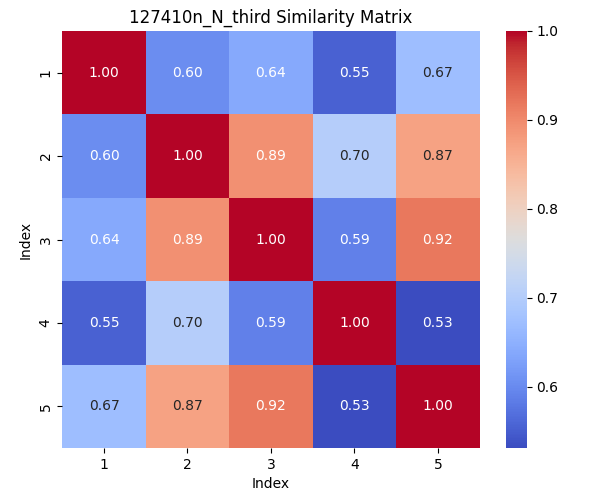 127410n_N_third Similarity Matrix
1 1.00 0.60 0.64 0.55 0.67
2 0.60 1.00 0.89 0.70 0.87
3 0.64 0.89 1.00 0.59 0.92
4 0.55 0.70 0.59 1.00 0.53
5 0.67 0.87 0.92 0.53 1.00
1 2 3 4 5
Index
Index
1.0
0.9
0.8
0.7
0.6